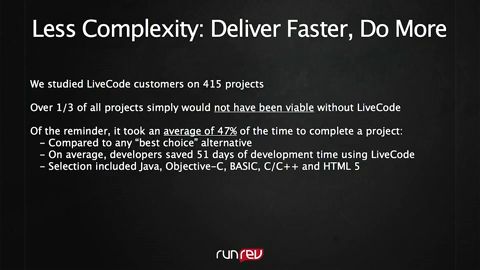 Less Complexity: Deliver Faster, Do More
We studied LiveCode customers on 415 projects
Over 1/3 of all projects simply would not have been viable without LiveCode
Of the reminder, it took an average of 47% of the time to complete a project:
- Compared to any “best choice” alternative
- On average, developers saved 51 days of development time using LiveCode
- Selection included Java, Objective-C, BASIC, C/C++ and HTML 5
runrev